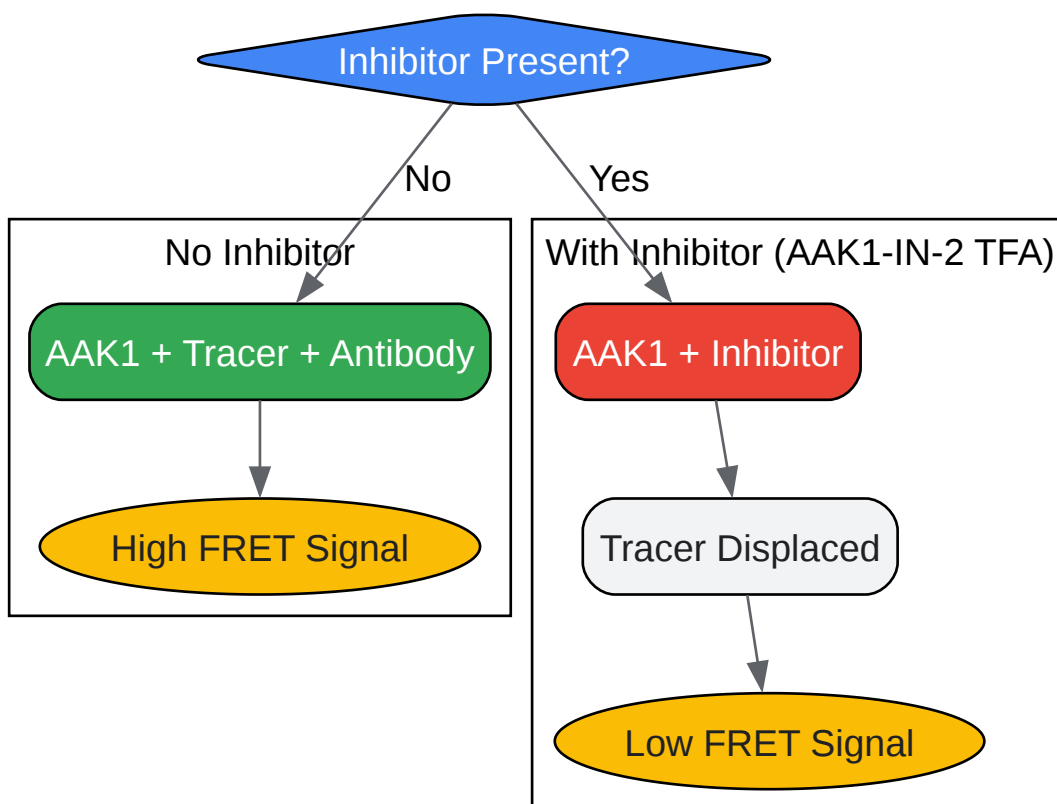 Inhibitor Present?
No
Yes
No Inhibitor
With Inhibitor (AAK1-IN-2 TFA)
AAK1 + Tracer + Antibody
AAK1 + Inhibitor
High FRET Signal
Tracer Displaced
Low FRET Signal